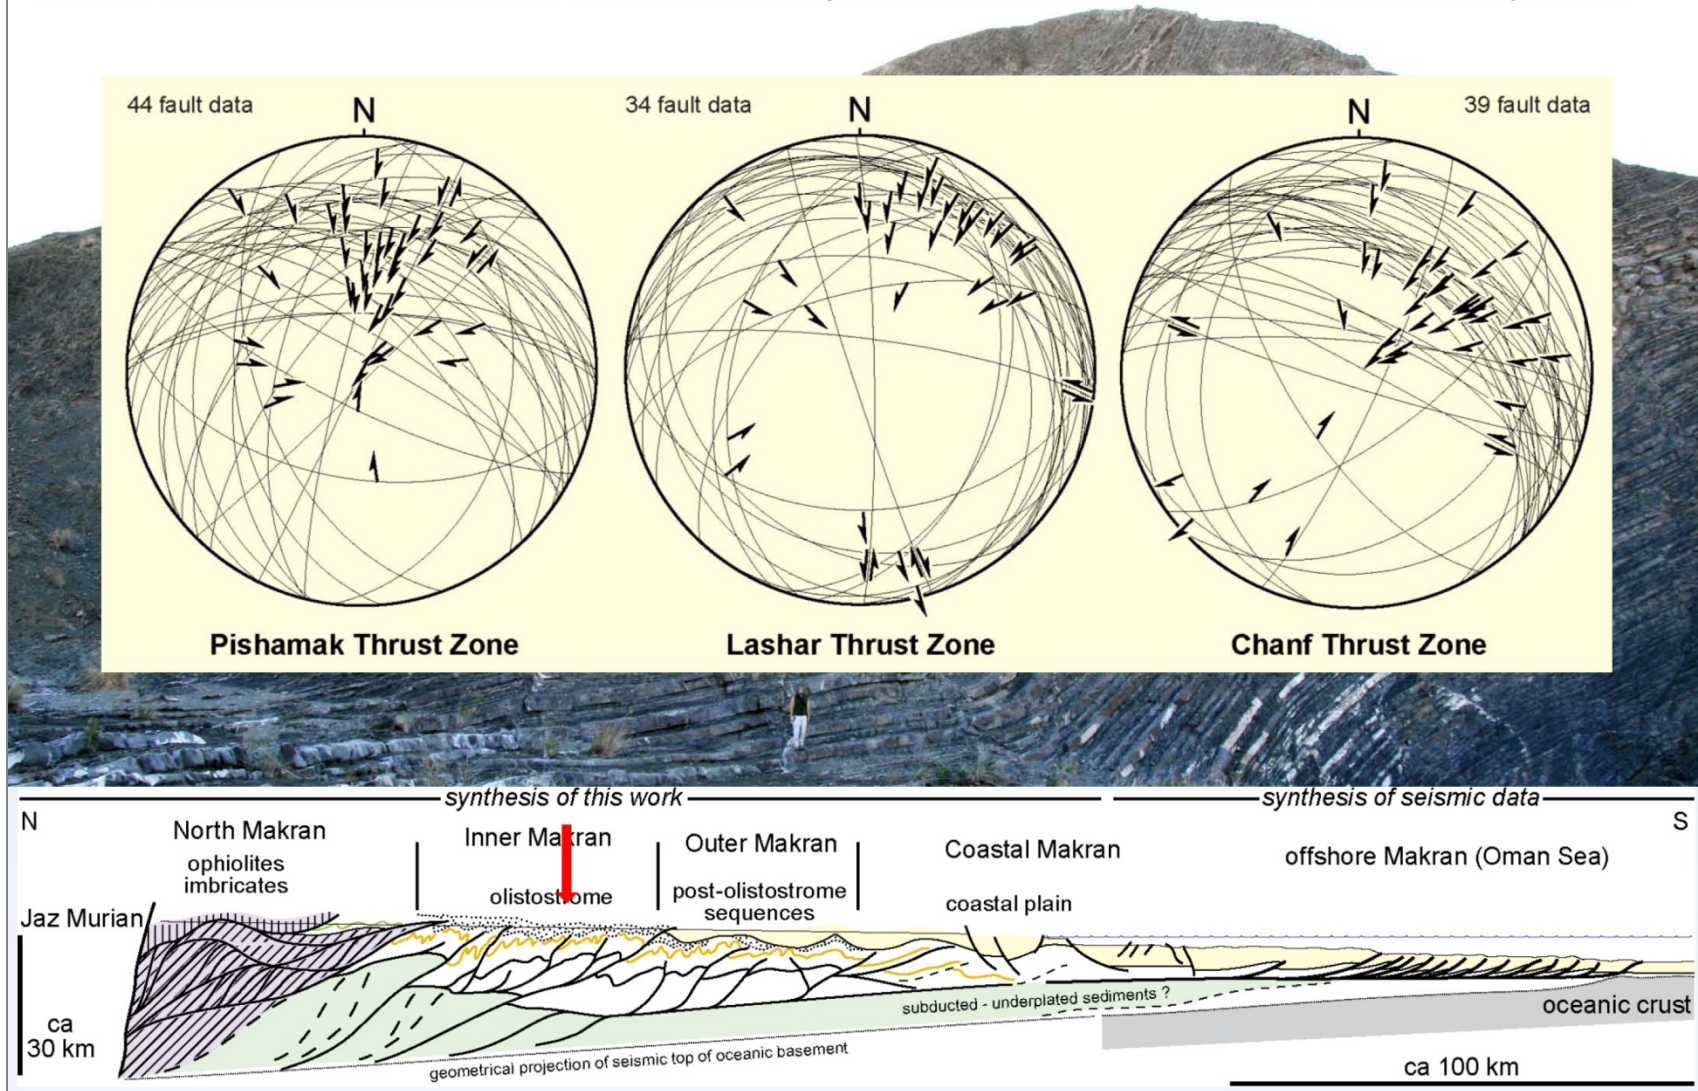 44 fault data
N
34 fault data
N
39 fault data
N
Pishamak Thrust Zone
Lashar Thrust Zone
Chanf Thrust Zone
synthesis of this work
synthesis of seismic data
N
S
North Makran
ophiolites
imbricates
Inner Makran
olistostrome
Outer Makran
post-olistostrome
sequences
Coastal Makran
coastal plain
offshore Makran (Oman Sea)
Jaz Murian
ca
30 km
subducted - underplated sediments ?
oceanic crust
geometrical projection of seismic top of oceanic basement
ca 100 km